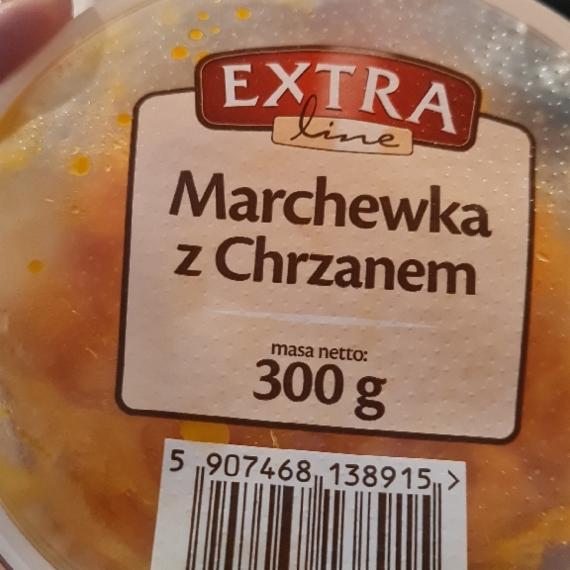 EXTRA
line
Marchewka
z Chrzanem
masa netto:
300 g
5 907468 138915 >